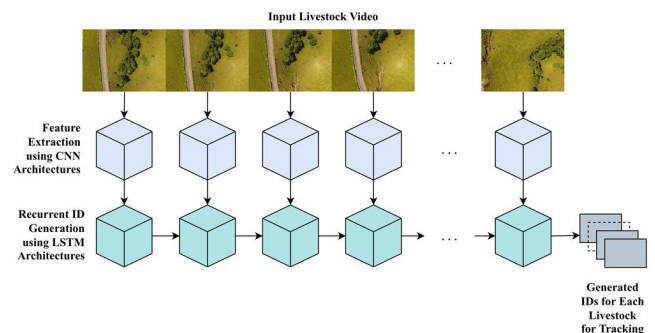 Input Livestock Video
. . .
Feature
Extraction
using CNN
Architectures
. . .
Recurrent ID
Generation
using LSTM
Architectures
. . .
Generated
IDs for Each
Livestock
for Tracking